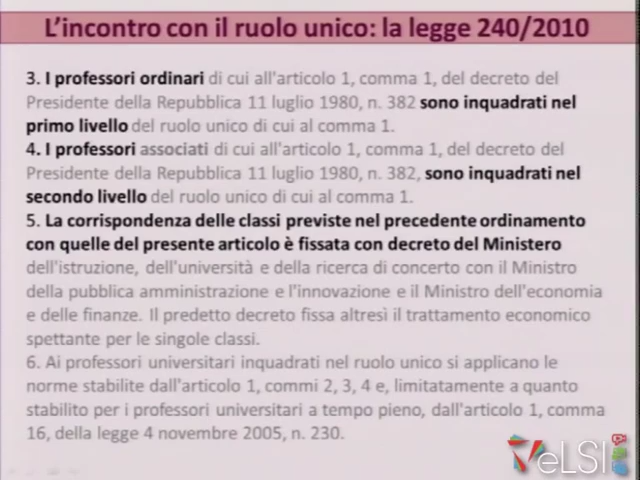 L'incontro con il ruolo unico: la legge 240/2010
3. I professori ordinari di cui all'articolo 1, comma 1, del decreto del
Presidente della Repubblica 11 luglio 1980, n. 382 sono inquadrati nel
primo livello del ruolo unico di cui al comma 1.
4. I professori associati di cui all'articolo 1, comma 1, del decreto del
Presidente della Repubblica 11 luglio 1980, n. 382, sono inquadrati nel
secondo livello del ruolo unico di cui al comma 1.
5. La corrispondenza delle classi previste nel precedente ordinamento
con quelle del presente articolo è fissata con decreto del Ministero
dell'istruzione, dell'università e della ricerca di concerto con il Ministro
della pubblica amministrazione e l'innovazione e il Ministro dell'economia
e delle finanze. Il predetto decreto fissa altresì il trattamento economico
spettante per le singole classi.
6. Ai professori universitari inquadrati nel ruolo unico si applicano le
norme stabilite dall'articolo 1, commi 2, 3, 4 e, limitatamente a quanto
stabilito per i professori universitari a tempo pieno, dall'articolo 1, comma
16, della legge 4 novembre 2005, n. 230.
VeLSI